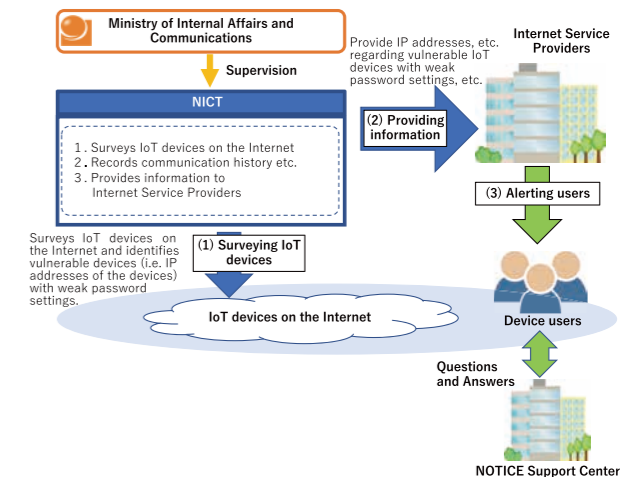 Ministry of Internal Affairs and
Communications
Supervision
NICT
1. Surveys IoT devices on the Internet
2. Records communication history etc.
3. Provides information to
Internet Service Providers
Provide IP addresses, etc.
regarding vulnerable IoT
devices with weak
password settings, etc.
(2) Providing
information
Internet Service
Providers
(3) Alerting users
Surveys IoT devices on
the Internet and identifies
vulnerable devices (i.e. IP
addresses of the devices)
with weak password
settings.
(1) Surveying IoT
devices
IoT devices on the Internet
Device users
Questions
and Answers
NOTICE Support Center